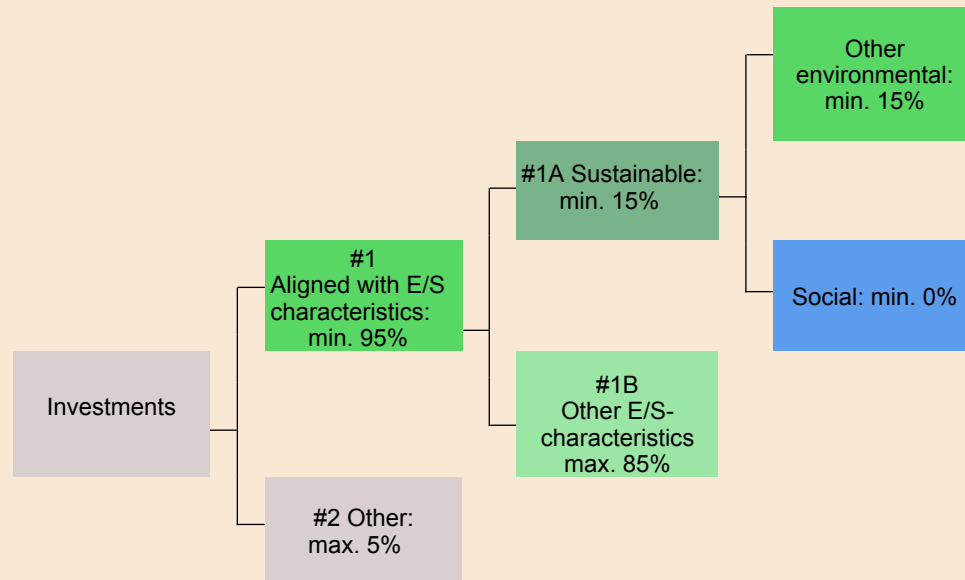 Other
environmental:
min. 15%
#1A Sustainable:
min. 15%
#1
Aligned with E/S
characteristics:
min. 95%
Social: min. 0%
Investments
#1B
Other E/S-
characteristics
max. 85%
#2 Other:
max. 5%